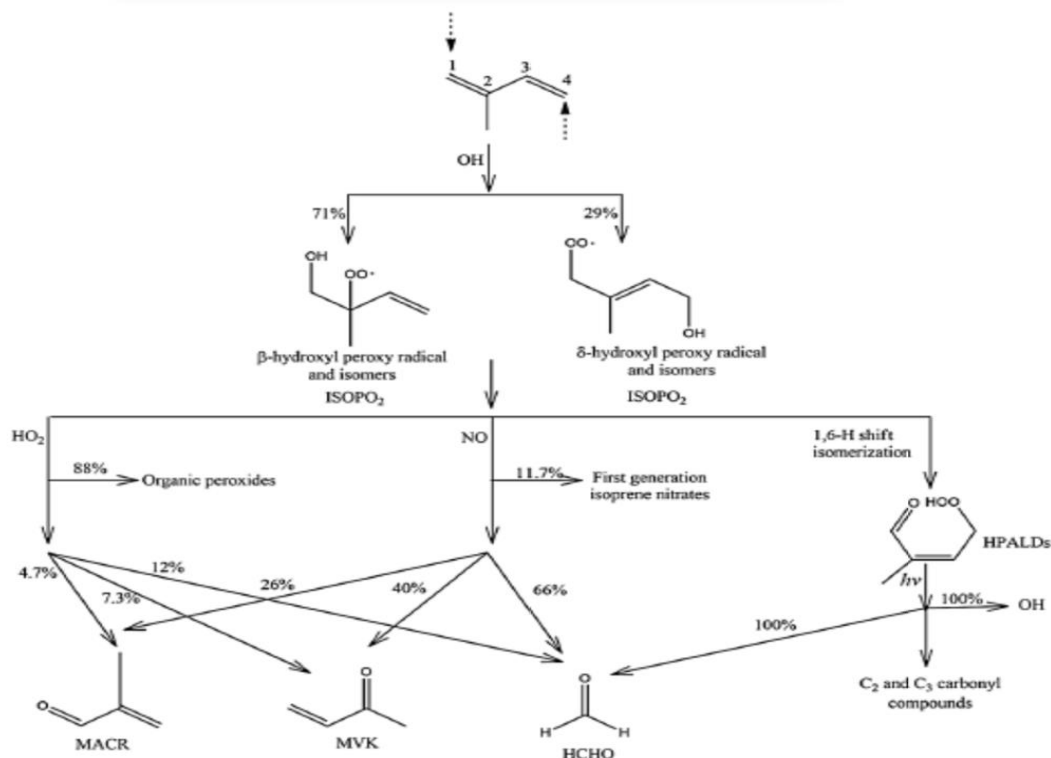 1
2
3
4
OH
71%
29%
OH
OO·
CO·
OH
β-hydroxyl peroxy radical
and isomers
ISOPO₂
δ-hydroxyl peroxy radical
and isomers
ISOPO₂
HO₂
NO
1,6-H shift
isomerization
88%
Organic peroxides
11.7%
First generation
isoprene nitrates
O HOO
HPALDs
hν
4.7%
12%
7.3%
26%
40%
66%
100%
100%
OH
C₂ and C₃ carbonyl
compounds
O
MACR
O
MVK
O
H H
HCHO